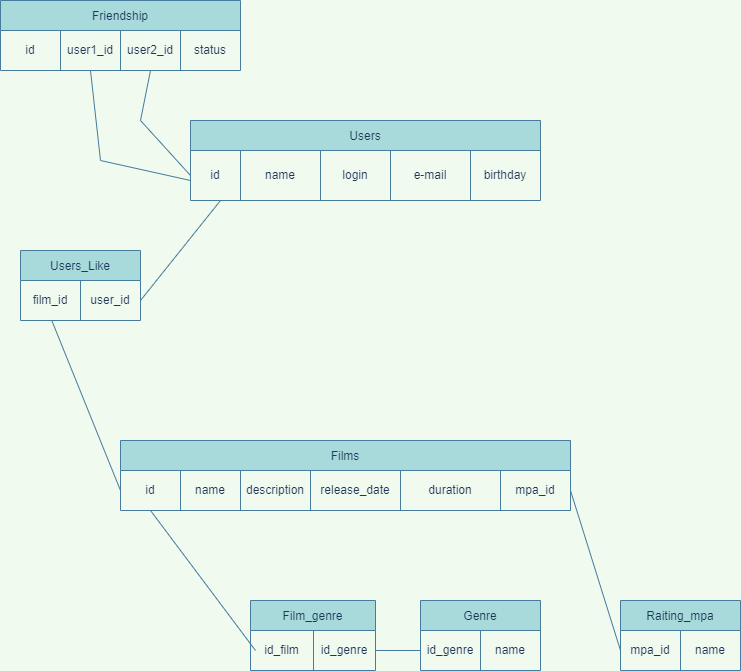 Friendship
id user1_id user2_id status
Users
id name login e-mail birthday
Users_Like
film_id user_id
Films
id name description release_date duration mpa_id
Film_genre Genre Raiting_mpa
id_film id_genre id_genre name mpa_id name